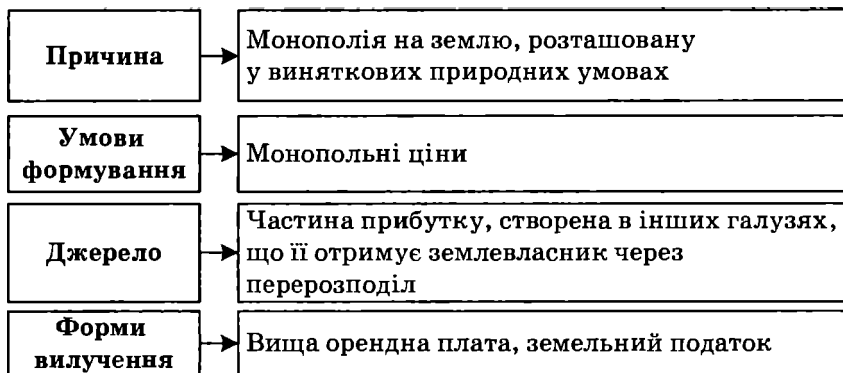 Причина
Монополія на землю, розташовану
у виняткових природних умовах
Умови
формування
Монопольні ціни
Джерело
Частина прибутку, створена в інших галузях,
що її отримує землевласник через
перерозподіл
Форми
вилучення
Вища орендна плата, земельний податок